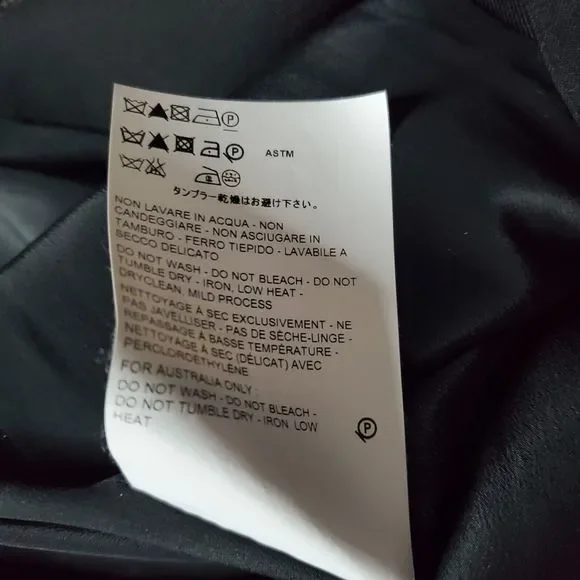 P
P ASTM
タンブラー乾燥はお避け下さい。
NON LAVARE IN ACQUA - NON
CANDEGGIARE - NON ASCIUGARE IN
TAMBURO - FERRO TIEPIDO - LAVABILE A
SECCO DELICATO
DO NOT WASH - DO NOT BLEACH - DO NOT
TUMBLE DRY - IRON, LOW HEAT -
DRYCLEAN, MILD PROCESS
NETTOYAGE À SEC EXCLUSIVEMENT - NE
PAS JAVELLISER - PAS DE SÈCHE-LINGE -
REPASSAGE À BASSE TEMPÉRATURE -
NETTOYAGE À SEC (DÉLICAT) AVEC
PERCLOROETHYLÈNE
FOR AUSTRALIA ONLY :
DO NOT WASH - DO NOT BLEACH -
DO NOT TUMBLE DRY - IRON, LOW
HEAT
P